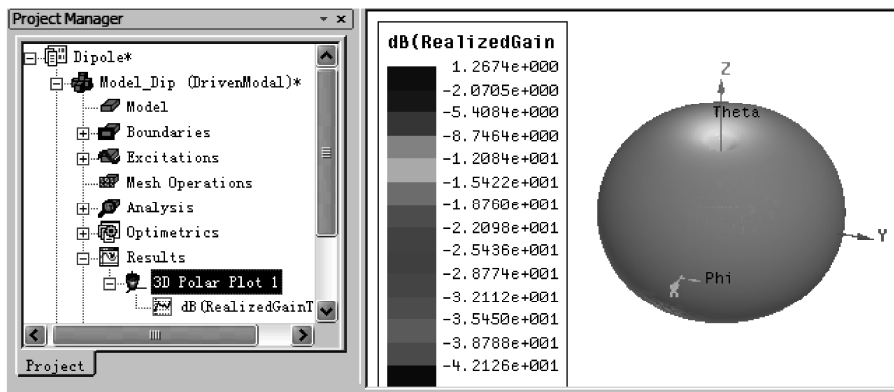 Project Manager
Dipole*
Model_Dip (DrivenModal)*
Model
Boundaries
Excitations
Mesh Operations
Analysis
Optimetrics
Results
3D Polar Plot 1
dB(RealizedGainT
Project
dB(RealizedGain
1.2674e+000
-2.0705e+000
-5.4084e+000
-8.7464e+000
-1.2084e+001
-1.5422e+001
-1.8760e+001
-2.2098e+001
-2.5436e+001
-2.8774e+001
-3.2112e+001
-3.5450e+001
-3.8788e+001
-4.2126e+001
Z
Theta
Y
Phi